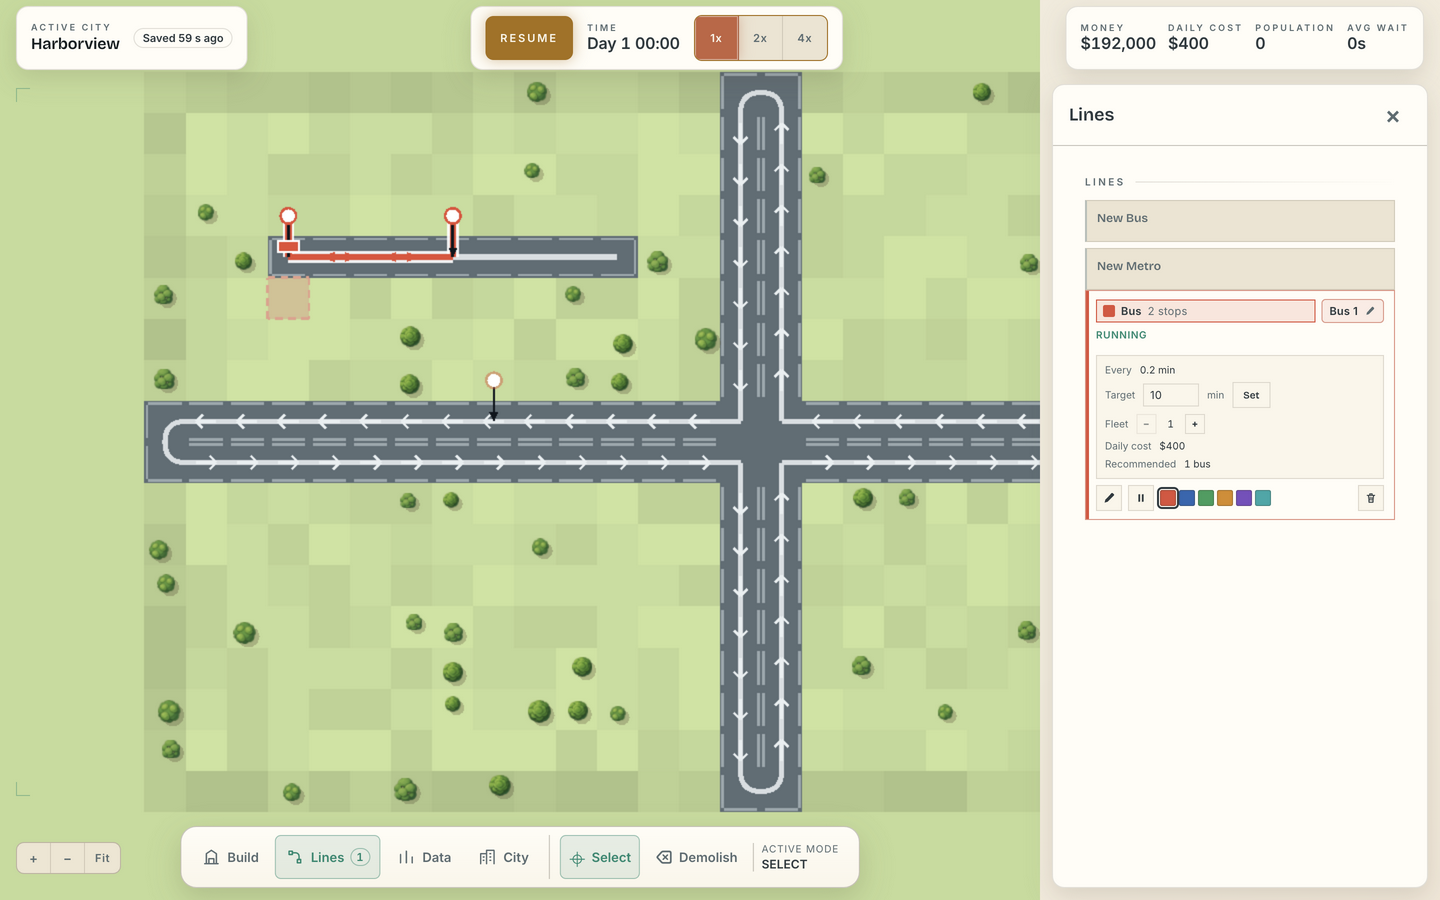 ACTIVE CITY
Harborview
Saved 59 s ago
RESUME
TIME
Day 1 00:00
1x
2x
4x
MONEY
$192,000
DAILY COST
$400
POPULATION
0
AVG WAIT
0s
Lines
LINES
New Bus
New Metro
Bus 2 stops
Bus 1
RUNNING
Every 0.2 min
Target 10 min Set
Fleet − 1 +
Daily cost $400
Recommended 1 bus
+ − Fit
Build
Lines 1
Data
City
Select
Demolish
ACTIVE MODE
SELECT